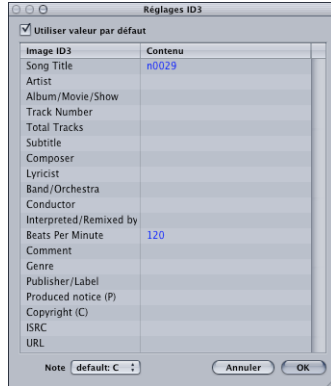 Réglages ID3
Utiliser valeur par défaut
Image ID3 Contenu
Song Title n0029
Artist
Album/Movie/Show
Track Number
Total Tracks
Subtitle
Composer
Lyricist
Band/Orchestra
Conductor
Interpreted/Remixed by
Beats Per Minute 120
Comment
Genre
Publisher/Label
Produced notice (P)
Copyright (C)
ISRC
URL
Note default: C Annuler OK